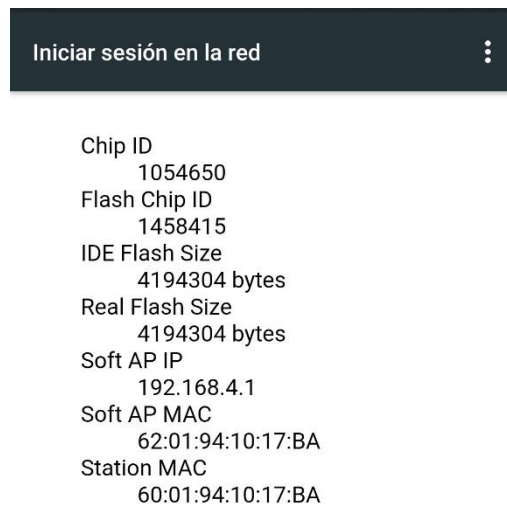 Iniciar sesión en la red
Chip ID
1054650
Flash Chip ID
1458415
IDE Flash Size
4194304 bytes
Real Flash Size
4194304 bytes
Soft AP IP
192.168.4.1
Soft AP MAC
62:01:94:10:17:BA
Station MAC
60:01:94:10:17:BA